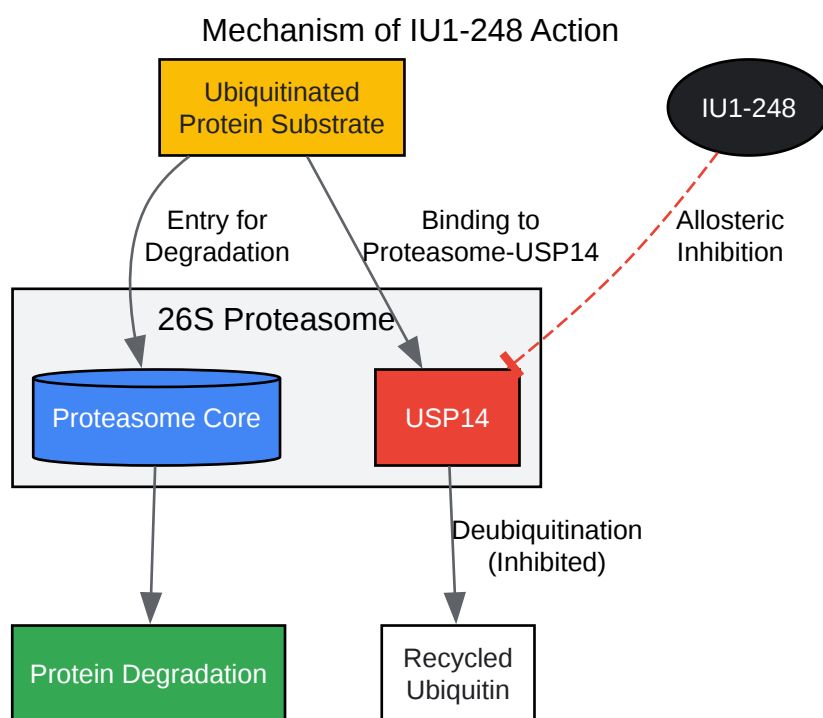 Mechanism of IU1-248 Action
Ubiquitinated
Protein Substrate
IU1-248
Entry for
Degradation
Binding to
Proteasome-USP14
Allosteric
Inhibition
26S Proteasome
Proteasome Core
USP14
Deubiquitination
(Inhibited)
Protein Degradation
Recycled
Ubiquitin